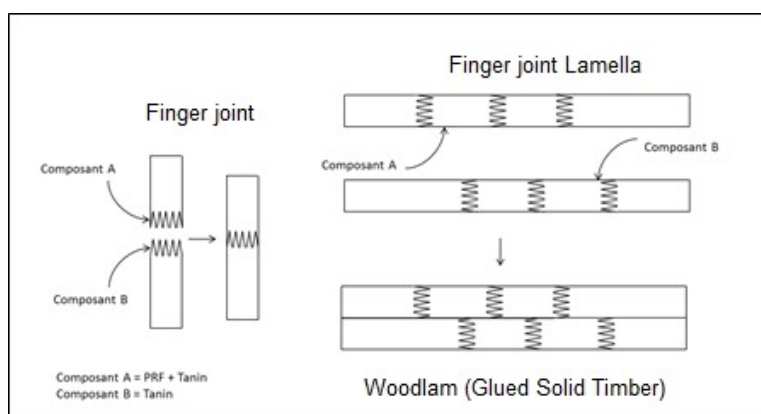 Finger joint
Composant A
Composant B
Composant A = PRF + Tanin
Composant B = Tanin
Finger joint Lamella
Composant A
Composant B
Woodlam (Glued Solid Timber)